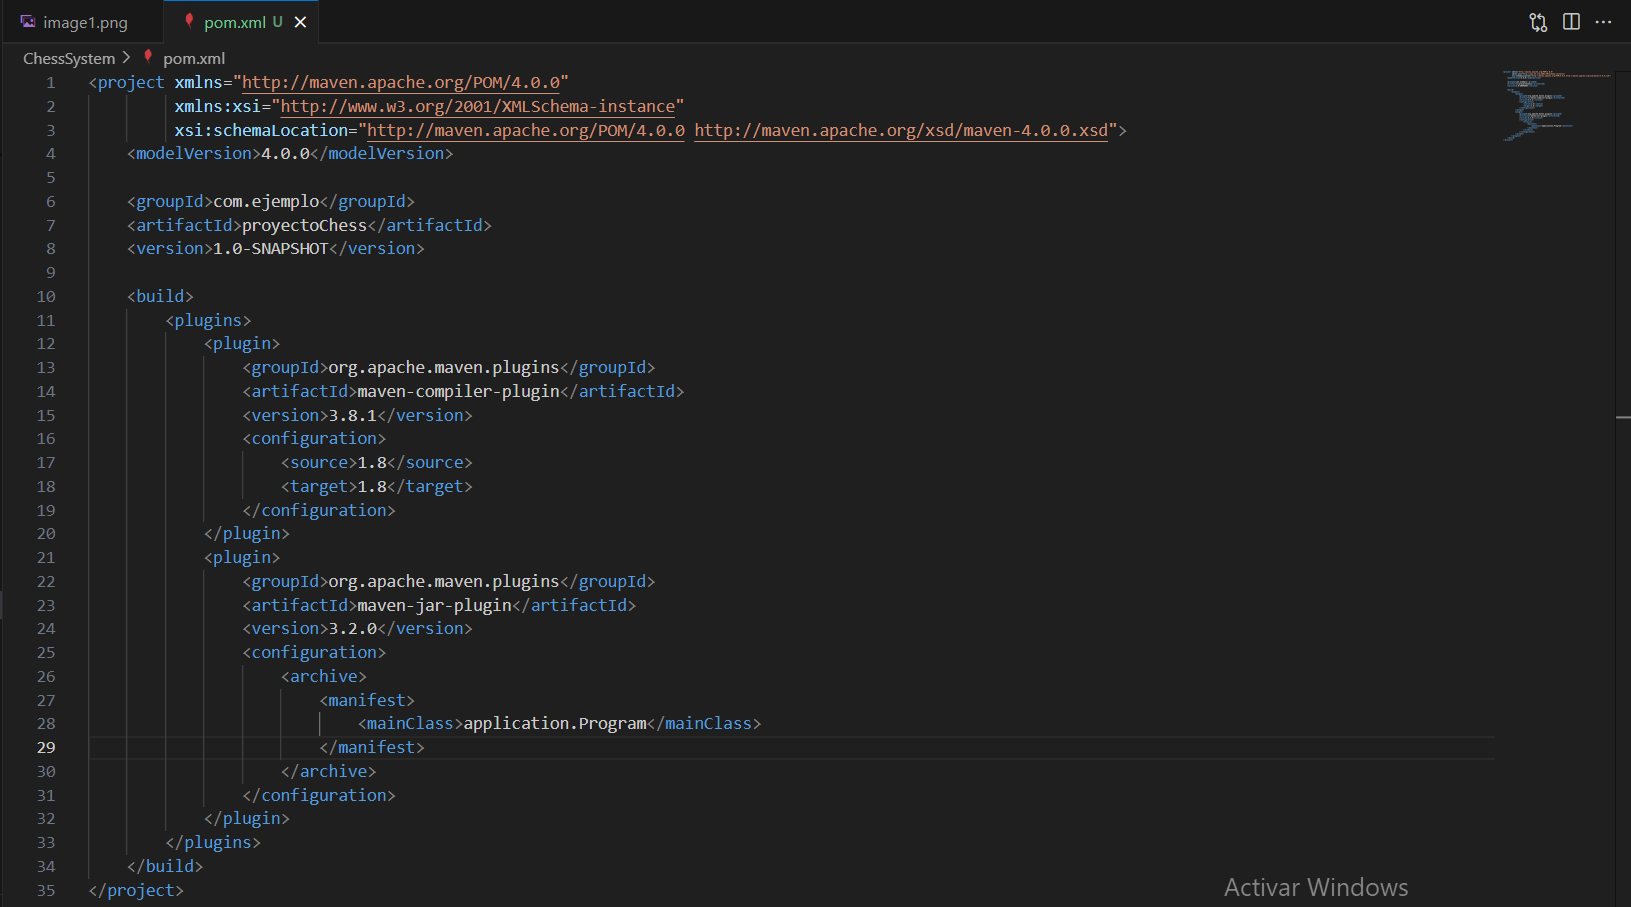 image1.png
pom.xml U
ChessSystem > pom.xml
1 <project xmlns="http://maven.apache.org/POM/4.0.0"
2 xmlns:xsi="http://www.w3.org/2001/XMLSchema-instance"
3 xsi:schemaLocation="http://maven.apache.org/POM/4.0.0 http://maven.apache.org/xsd/maven-4.0.0.xsd">
4 <modelVersion>4.0.0</modelVersion>
5
6 <groupId>com.ejemplo</groupId>
7 <artifactId>proyectoChess</artifactId>
8 <version>1.0-SNAPSHOT</version>
9
10 <build>
11 <plugins>
12 <plugin>
13 <groupId>org.apache.maven.plugins</groupId>
14 <artifactId>maven-compiler-plugin</artifactId>
15 <version>3.8.1</version>
16 <configuration>
17 <source>1.8</source>
18 <target>1.8</target>
19 </configuration>
20 </plugin>
21 <plugin>
22 <groupId>org.apache.maven.plugins</groupId>
23 <artifactId>maven-jar-plugin</artifactId>
24 <version>3.2.0</version>
25 <configuration>
26 <archive>
27 <manifest>
28 <mainClass>application.Program</mainClass>
29 </manifest>
30 </archive>
31 </configuration>
32 </plugin>
33 </plugins>
34 </build>
35 </project>
Activar Windows